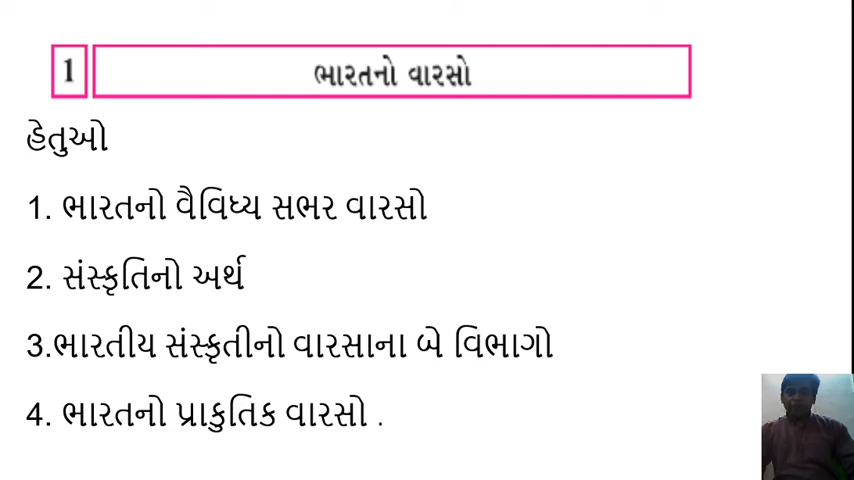 1 ભારતનો વારસો
હેતુઓ
1. ભારતનો વૈવિધ્ય સભર વારસો
2. સંસ્કૃતિનો અર્થ
3.ભારતીય સંસ્કૃતીનો વારસાના બે વિભાગો
4. ભારતનો પ્રાકુતિક વારસો .